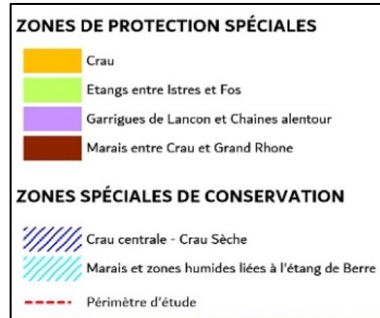 ZONES DE PROTECTION SPÉCIALES
Crau
Etangs entre Istres et Fos
Garrigues de Lancon et Chaines alentour
Marais entre Crau et Grand Rhone
ZONES SPÉCIALES DE CONSERVATION
Crau centrale - Crau Sèche
Marais et zones humides liées à l'étang de Berre
Périmètre d'étude